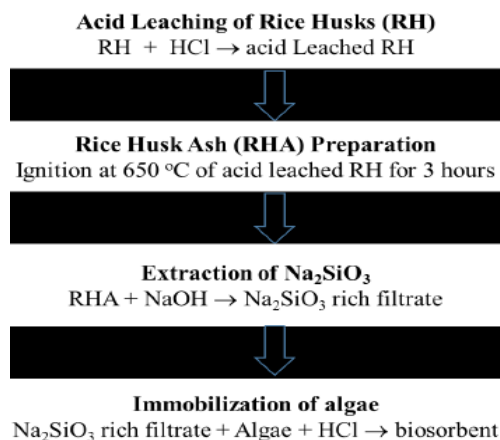 Acid Leaching of Rice Husks (RH)
RH + HCl → acid Leached RH
Rice Husk Ash (RHA) Preparation
Ignition at 650 °C of acid leached RH for 3 hours
Extraction of Na₂SiO₃
RHA + NaOH → Na₂SiO₃ rich filtrate
Immobilization of algae
Na₂SiO₃ rich filtrate + Algae + HCl → biosorbent